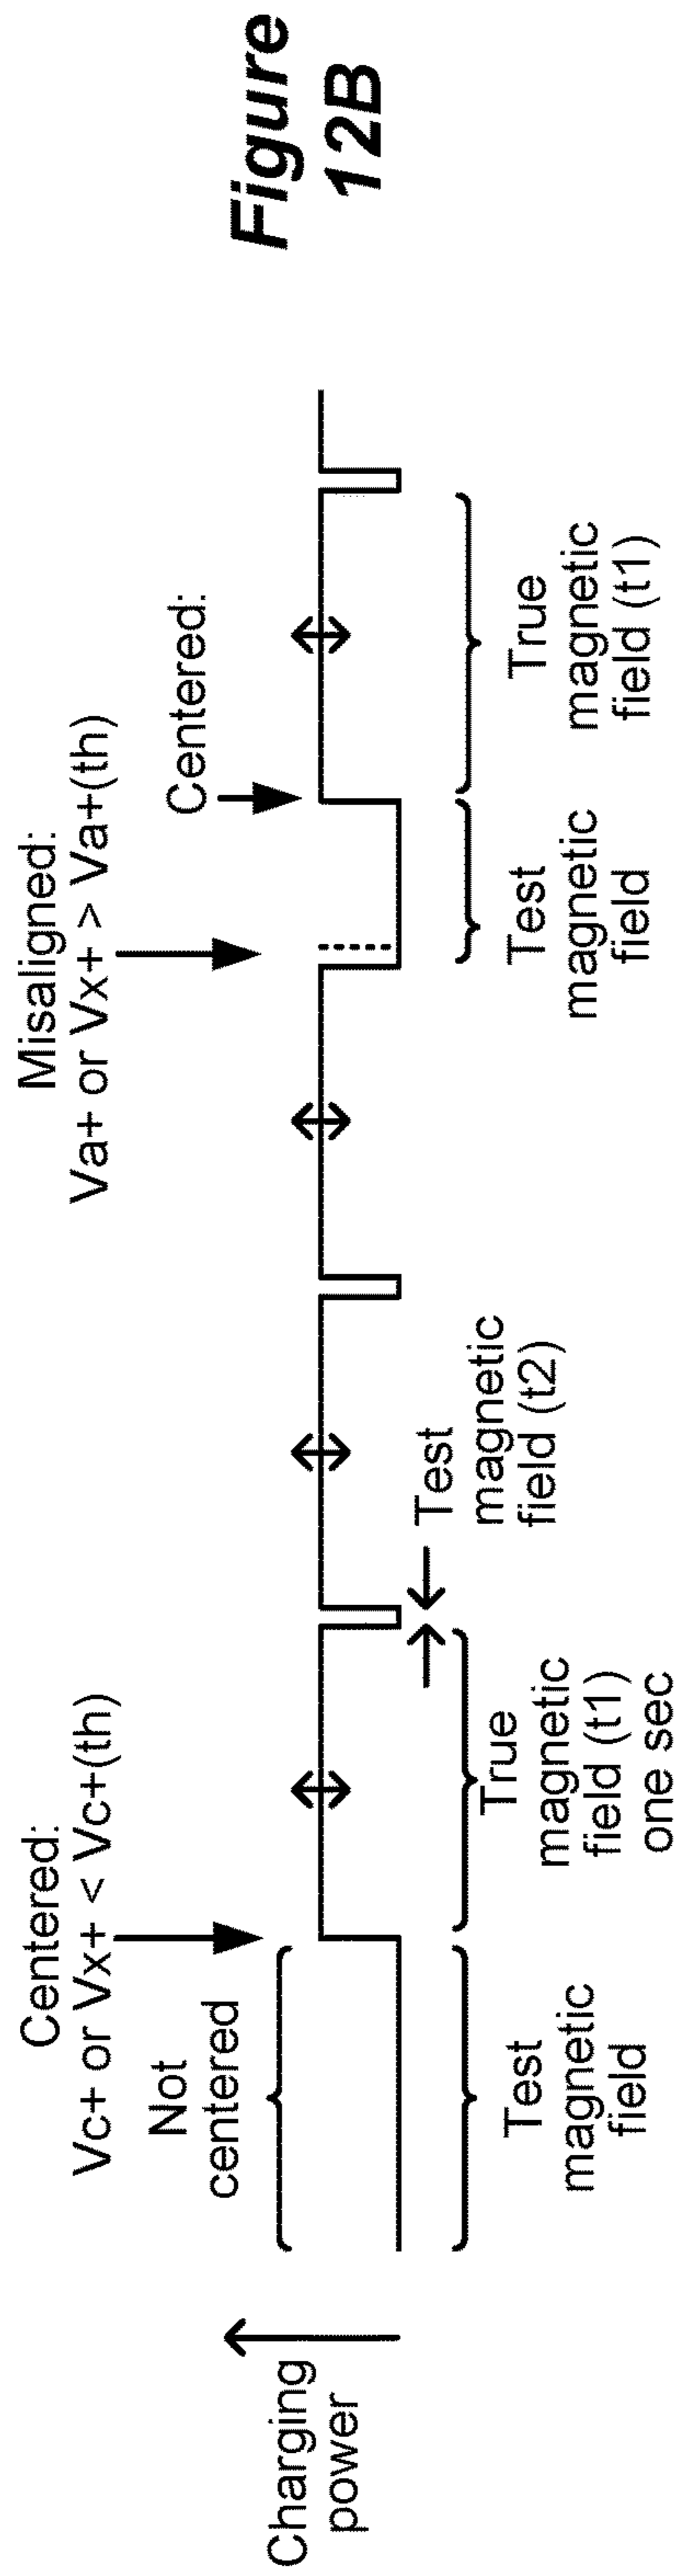 Charging
power
Centered:
Vc+ or Vx+ < Vc+(th)
Not
centered
Test
magnetic
field
True
magnetic
field (t1)
one sec
Test
magnetic
field (t2)
Misaligned:
Va+ or Vx+ > Va+(th)
Centered:
Test
magnetic
field
True
magnetic
field (t1)
Figure
12B